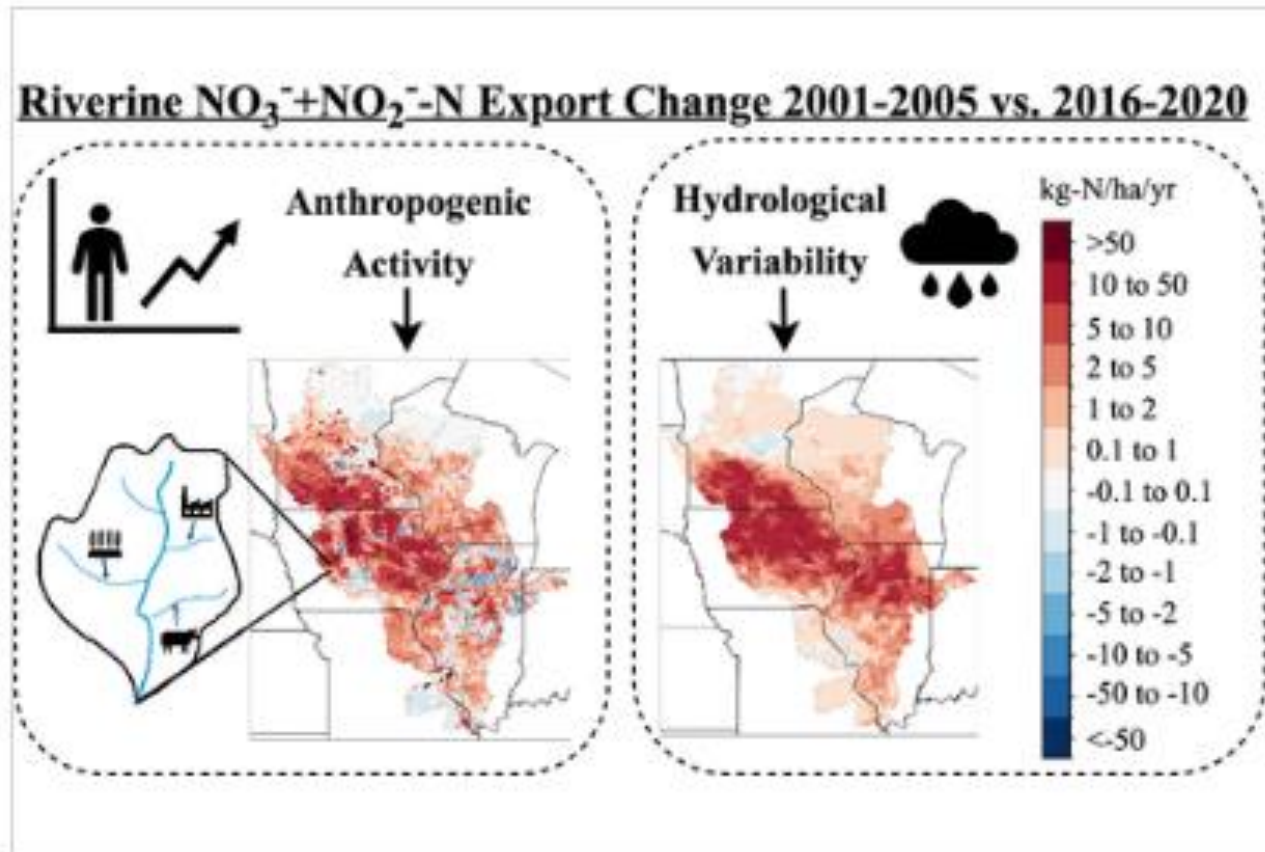 Riverine NO₃⁻+NO₂⁻-N Export Change 2001-2005 vs. 2016-2020
Anthropogenic
Activity
Hydrological
Variability
kg-N/ha/yr
>50
10 to 50
5 to 10
2 to 5
1 to 2
0.1 to 1
-0.1 to 0.1
-1 to -0.1
-2 to -1
-5 to -2
-10 to -5
-50 to -10
<-50